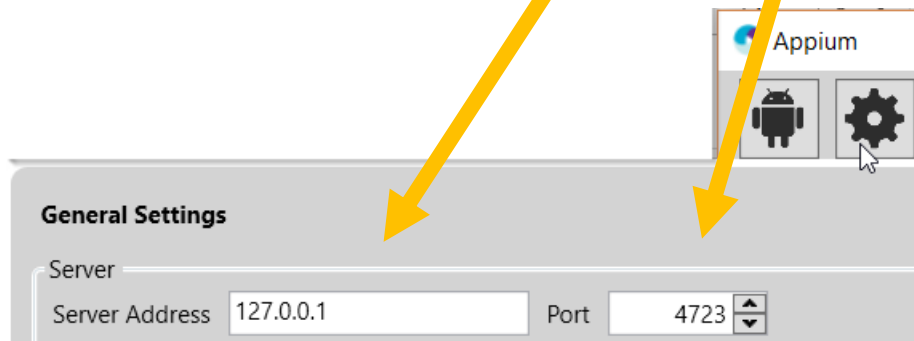 Appium
General Settings
Server
Server Address 127.0.0.1 Port 4723